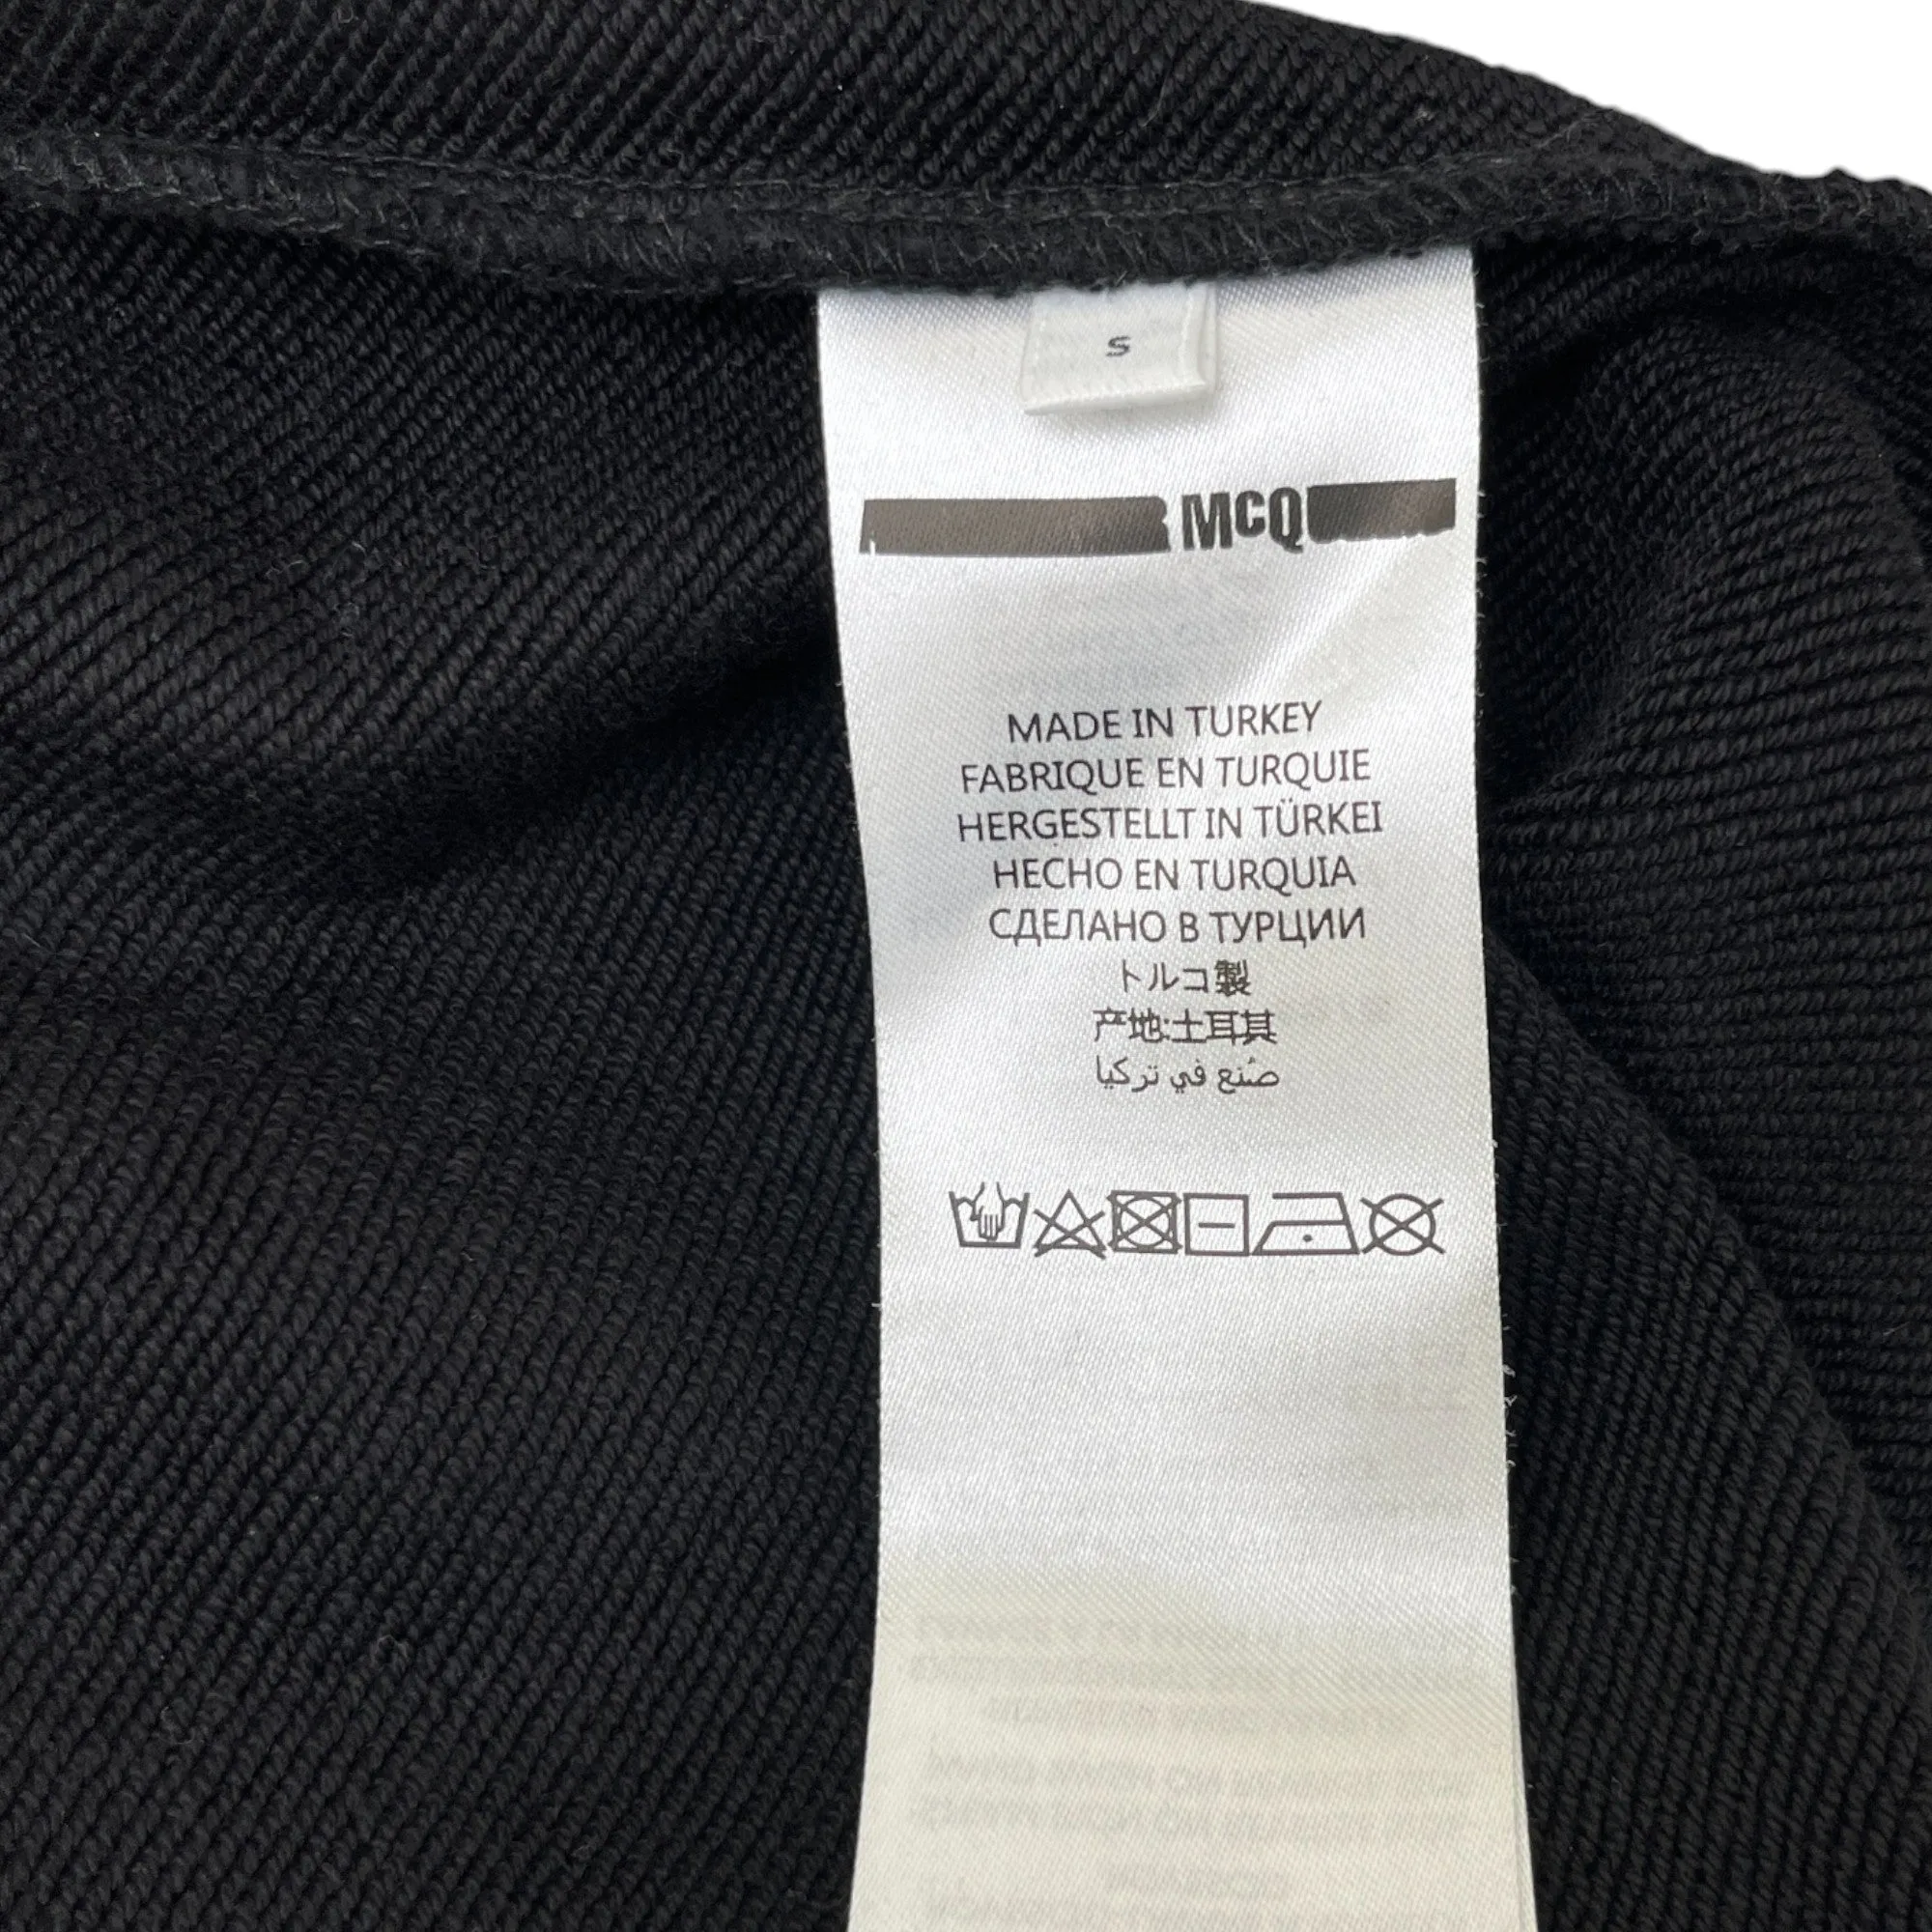 S
McQ
MADE IN TURKEY
FABRIQUE EN TURQUIE
HERGESTELLT IN TÜRKEI
HECHO EN TURQUIA
СДЕЛАНО В ТУРЦИИ
トルコ製
产地:土耳其
صُنع في تركيا